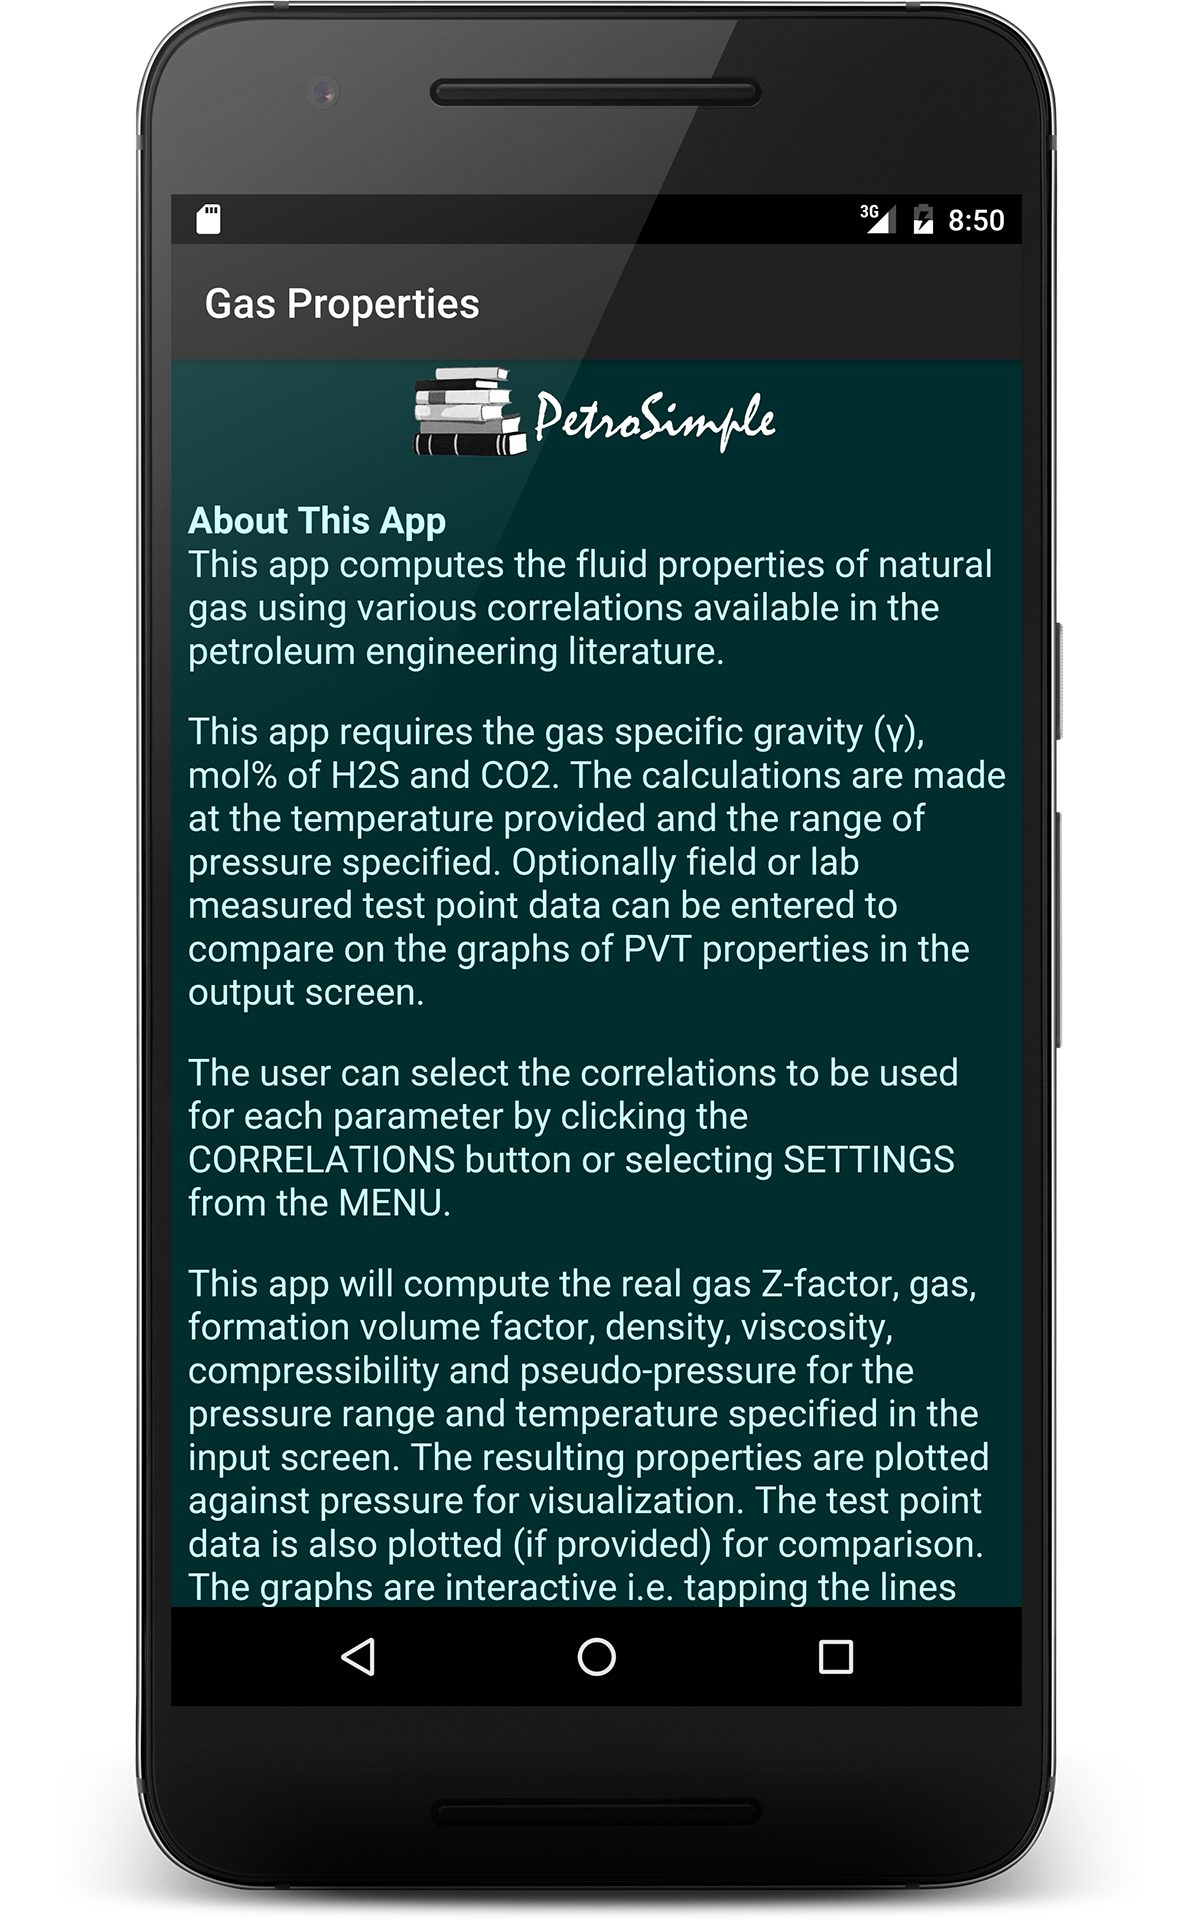 3G 8:50
Gas Properties
PetroSimple
About This App
This app computes the fluid properties of natural
gas using various correlations available in the
petroleum engineering literature.
This app requires the gas specific gravity (γ),
mol% of H2S and CO2. The calculations are made
at the temperature provided and the range of
pressure specified. Optionally field or lab
measured test point data can be entered to
compare on the graphs of PVT properties in the
output screen.
The user can select the correlations to be used
for each parameter by clicking the
CORRELATIONS button or selecting SETTINGS
from the MENU.
This app will compute the real gas Z-factor, gas,
formation volume factor, density, viscosity,
compressibility and pseudo-pressure for the
pressure range and temperature specified in the
input screen. The resulting properties are plotted
against pressure for visualization. The test point
data is also plotted (if provided) for comparison.
The graphs are interactive i.e. tapping the lines